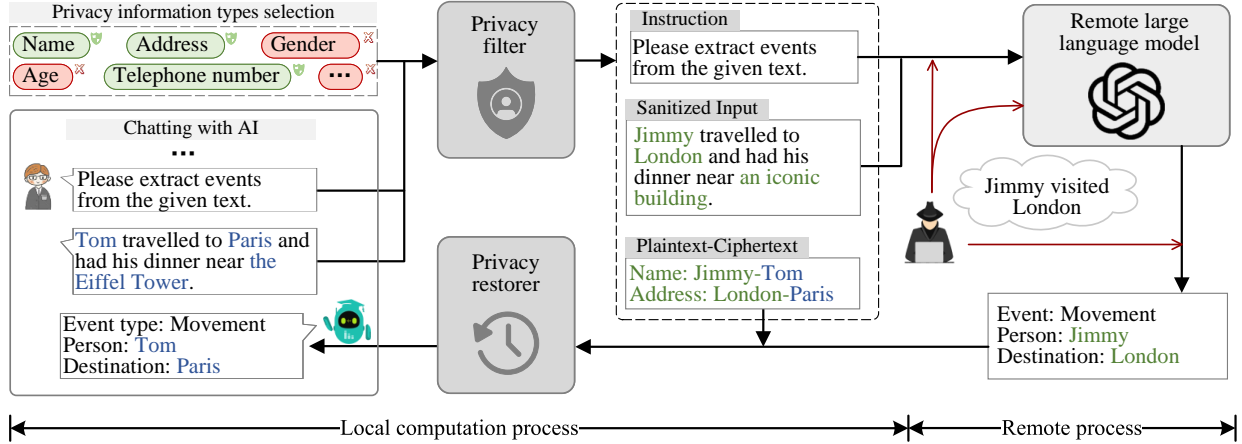 Privacy information types selection
Name
Address
Gender
Age
Telephone number
...
Chatting with AI
...
Please extract events
from the given text.
Tom travelled to Paris and
had his dinner near the
Eiffel Tower.
Event type: Movement
Person: Tom
Destination: Paris
Privacy
filter
Privacy
restorer
Instruction
Please extract events
from the given text.
Sanitized Input
Jimmy travelled to
London and had his
dinner near an iconic
building.
Plaintext-Ciphertext
Name: Jimmy-Tom
Address: London-Paris
Remote large
language model
Jimmy visited
London
Event: Movement
Person: Jimmy
Destination: London
Local computation process
Remote process